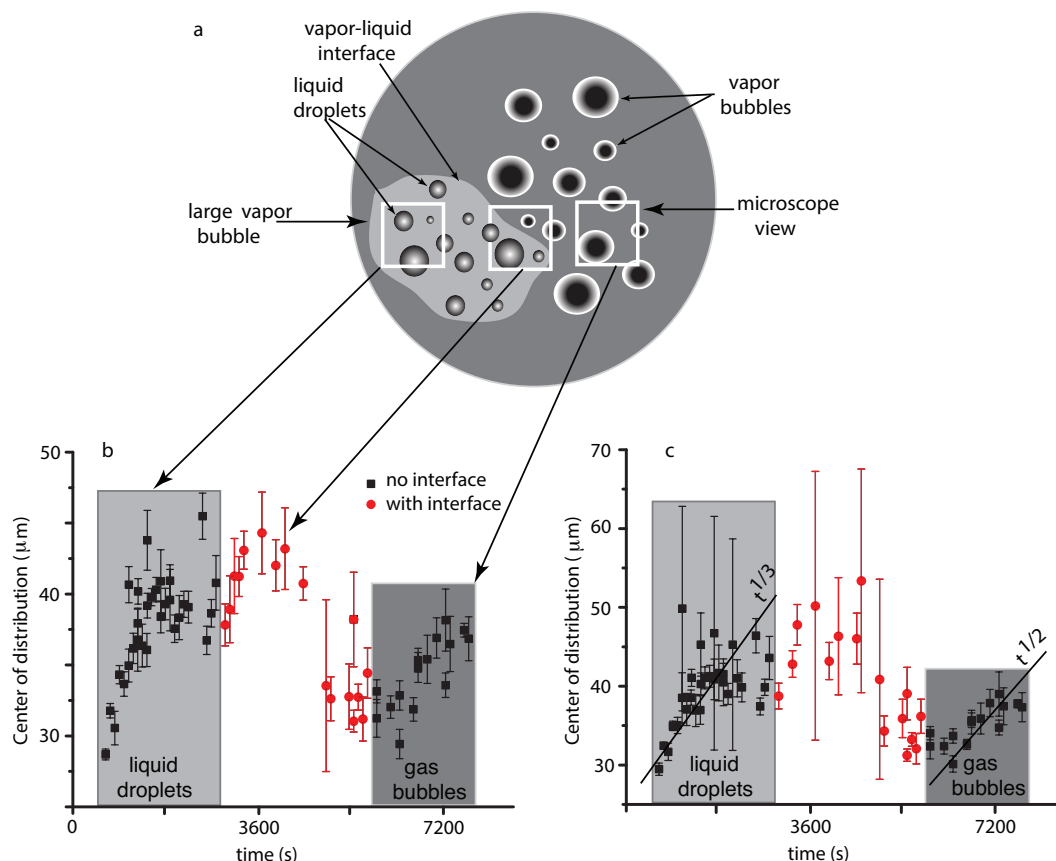 a
vapor-liquid
interface
liquid
droplets
vapor
bubbles
large vapor
bubble
microscope
view
b
50
40
30
Center of distribution (μm)
no interface
with interface
liquid
droplets
gas
bubbles
0
3600
7200
time (s)
c
70
60
50
40
30
Center of distribution (μm)
t 1/3
t 1/2
liquid
droplets
gas
bubbles
3600
7200
time (s)